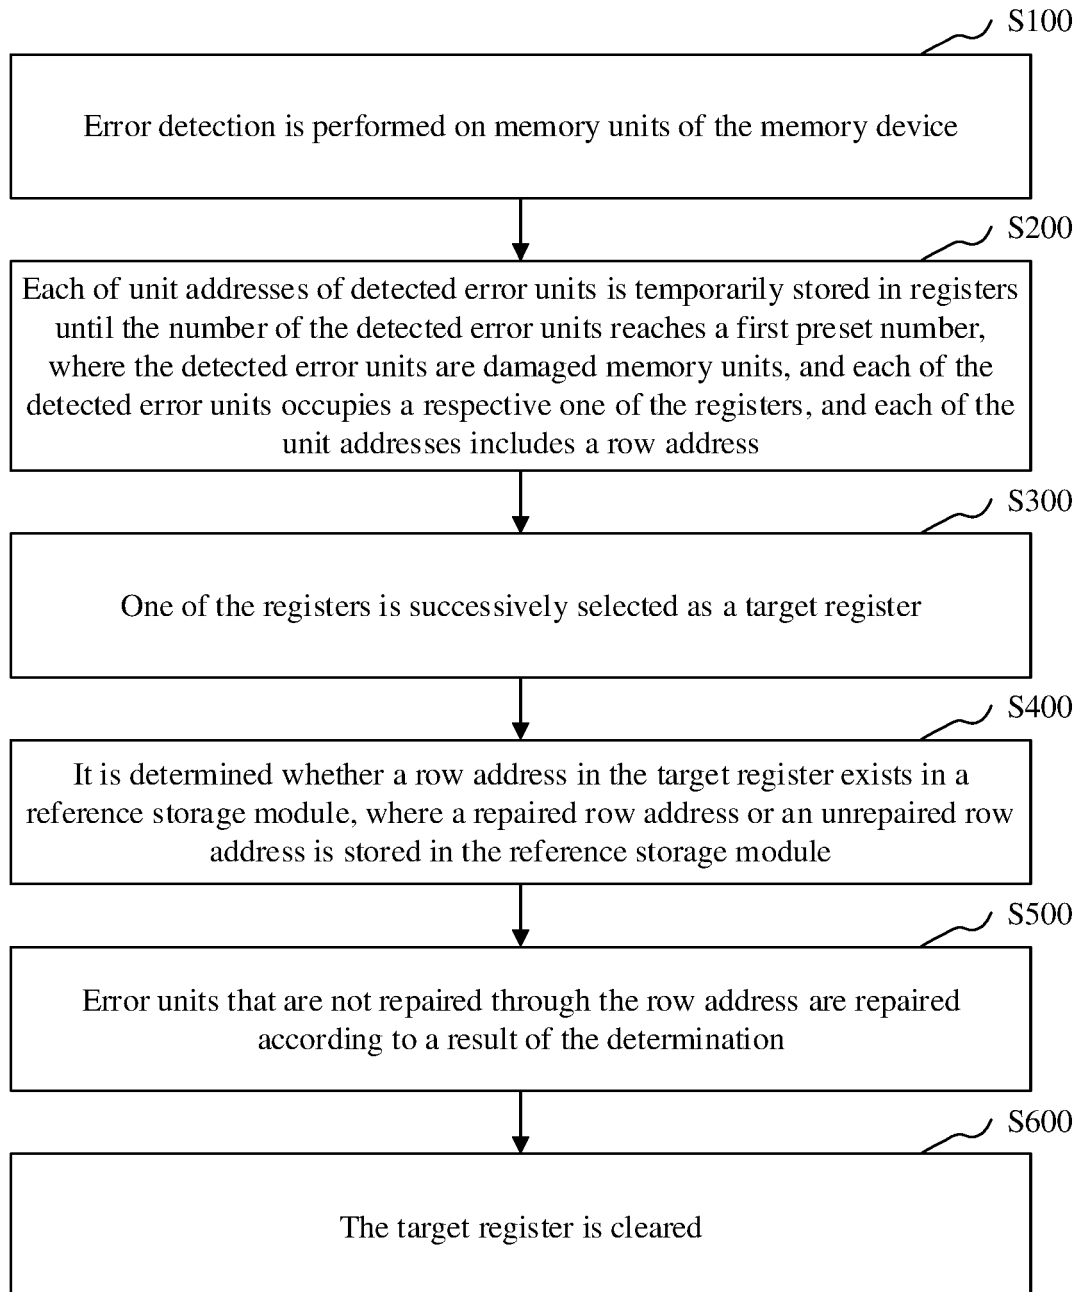 S100
Error detection is performed on memory units of the memory device
S200
Each of unit addresses of detected error units is temporarily stored in registers
until the number of the detected error units reaches a first preset number,
where the detected error units are damaged memory units, and each of the
detected error units occupies a respective one of the registers, and each of the
unit addresses includes a row address
S300
One of the registers is successively selected as a target register
S400
It is determined whether a row address in the target register exists in a
reference storage module, where a repaired row address or an unrepaired row
address is stored in the reference storage module
S500
Error units that are not repaired through the row address are repaired
according to a result of the determination
S600
The target register is cleared